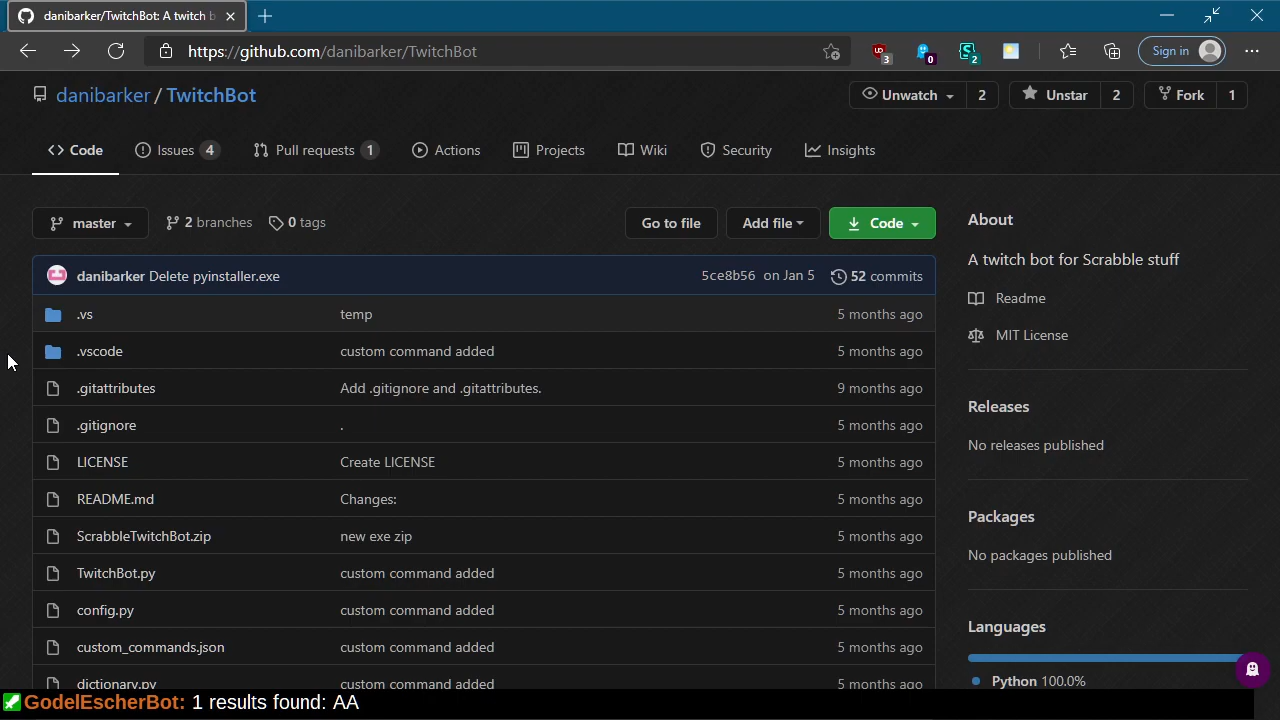 danibarker/TwitchBot: A twitch b
https://github.com/danibarker/TwitchBot
3
0
2
Sign in
danibarker / TwitchBot
Unwatch 2
Unstar 2
Fork 1
Code
Issues 4
Pull requests 1
Actions
Projects
Wiki
Security
Insights
master
2 branches
0 tags
Go to file
Add file
Code
danibarker Delete pyinstaller.exe 5ce8b56 on Jan 5 52 commits
.vs temp 5 months ago
.vscode custom command added 5 months ago
.gitattributes Add .gitignore and .gitattributes. 9 months ago
.gitignore . 5 months ago
LICENSE Create LICENSE 5 months ago
README.md Changes: 5 months ago
ScrabbleTwitchBot.zip new exe zip 5 months ago
TwitchBot.py custom command added 5 months ago
config.py custom command added 5 months ago
custom_commands.json custom command added 5 months ago
dictionary.py custom command added 5 months ago
About
A twitch bot for Scrabble stuff
Readme
MIT License
Releases
No releases published
Packages
No packages published
Languages
Python 100.0%
GodelEscherBot: 1 results found: AA